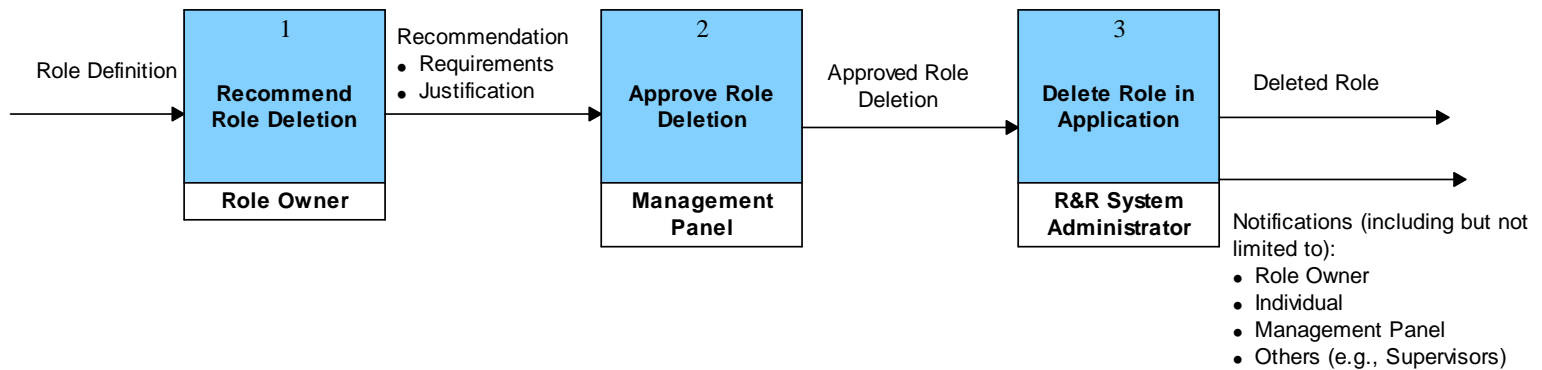 Role Definition
1
Recommend
Role Deletion
Role Owner
Recommendation
● Requirements
● Justification
2
Approve Role
Deletion
Management
Panel
Approved Role
Deletion
3
Delete Role in
Application
R&R System
Administrator
Deleted Role
Notifications (including but not
limited to):
● Role Owner
● Individual
● Management Panel
● Others (e.g., Supervisors)